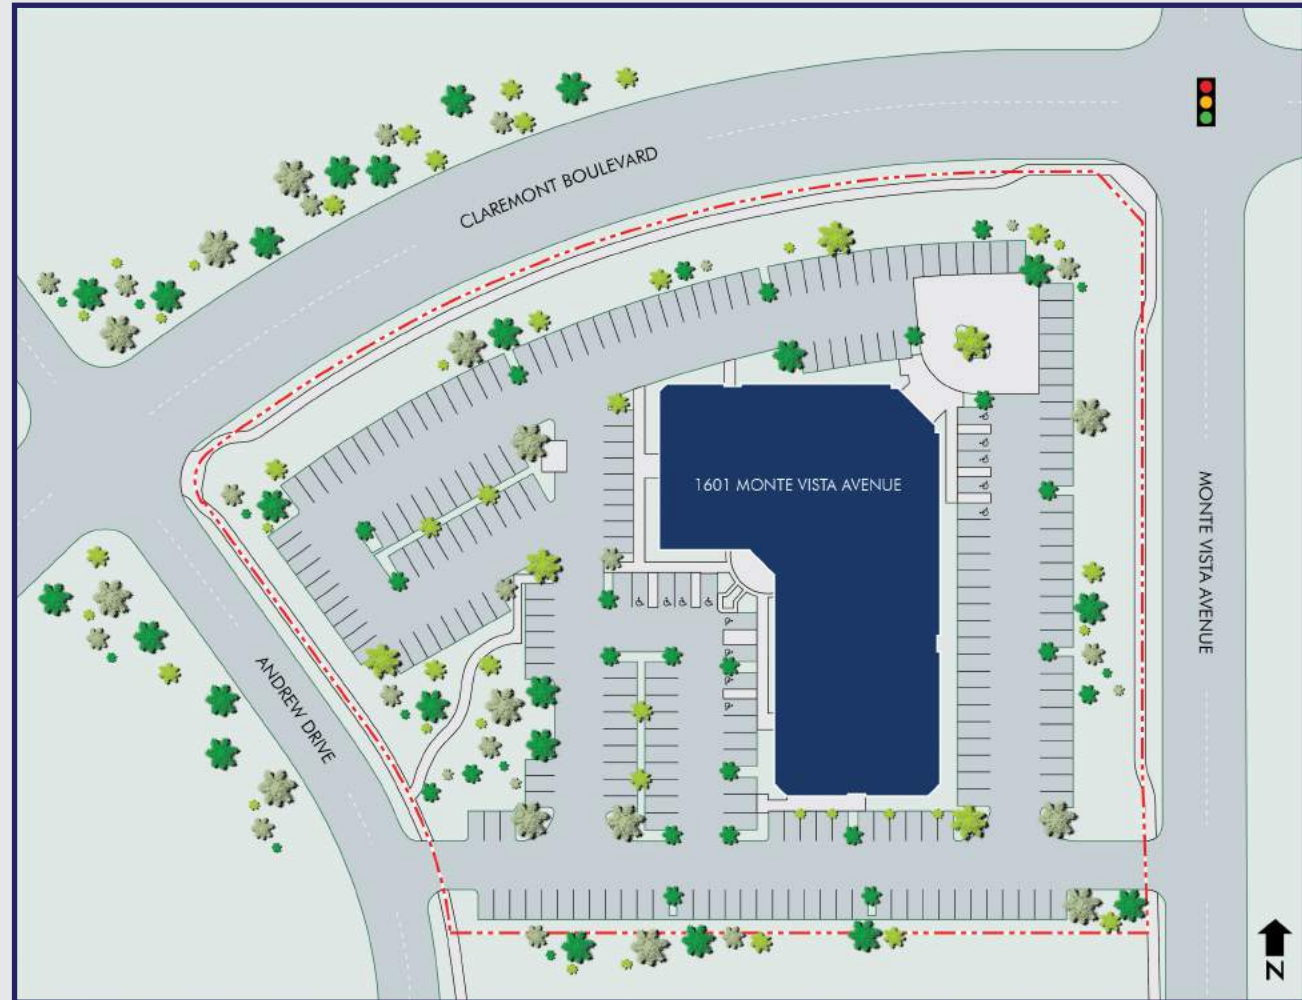 CLAREMONT BOULEVARD
1601 MONTE VISTA AVENUE
MONTE VISTA AVENUE
ANDREW DRIVE
N